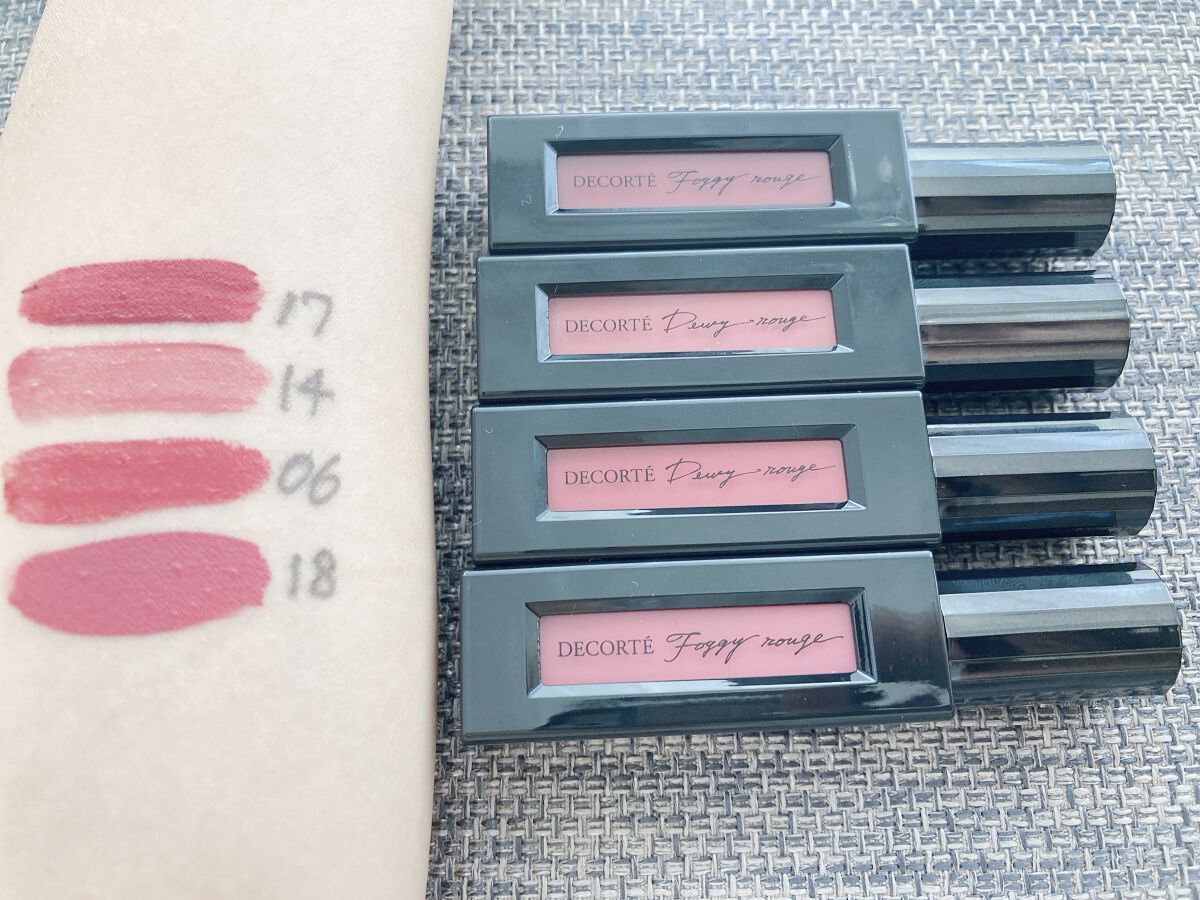 17
14
06
18
DECORTÉ Foggy rouge
DECORTÉ Dewy rouge
DECORTÉ Dewy rouge
DECORTÉ Foggy rouge